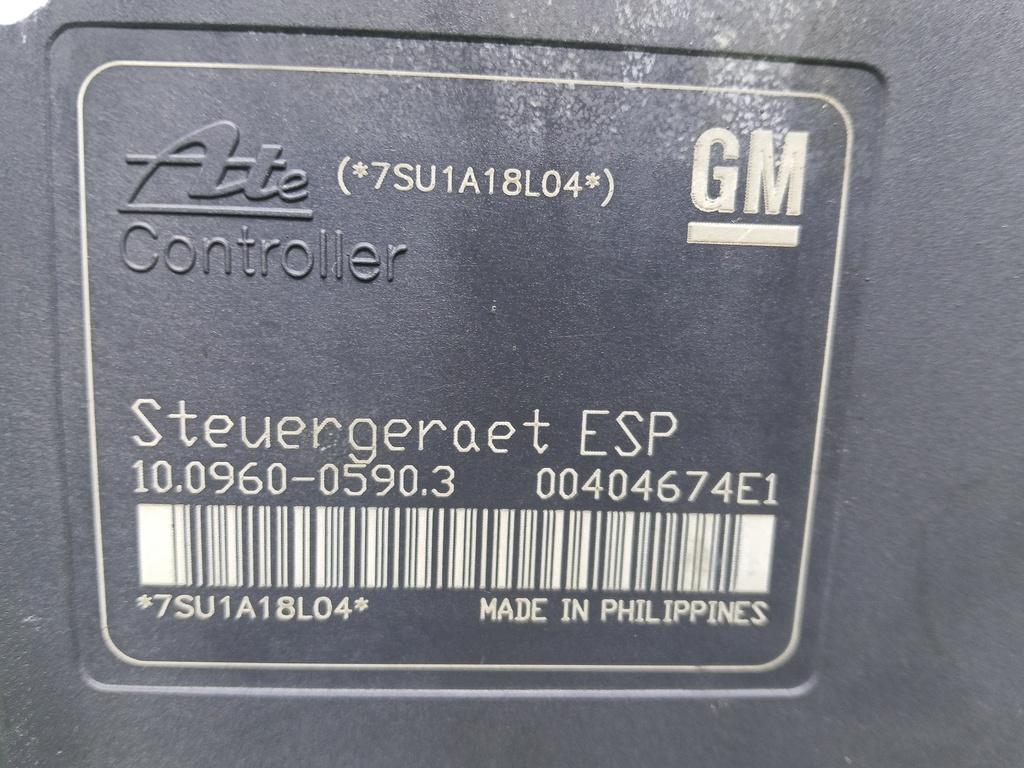 Ate (*7SU1A18L04*) GM
Controller
Steuergeraet ESP
10.0960-0590.3 00404674E1
*7SU1A18L04* MADE IN PHILIPPINES